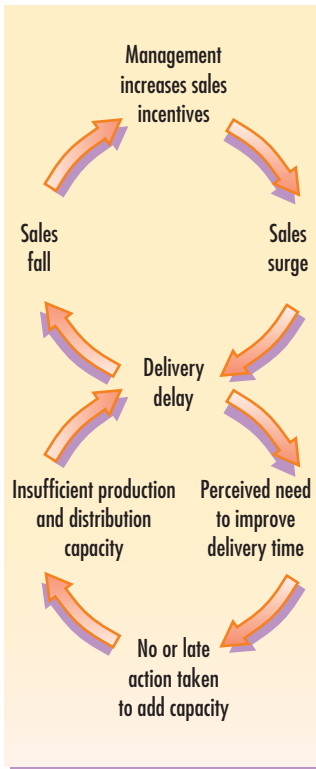 Management
increases sales
incentives
Sales
fall
Sales
surge
Delivery
delay
Insufficient production
and distribution
capacity
Perceived need
to improve
delivery time
No or late
action taken
to add capacity